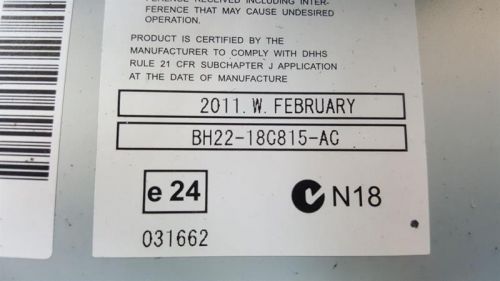 FERENCE RECEIVED INCLUDING INTER-
FERENCE THAT MAY CAUSE UNDESIRED
OPERATION.
PRODUCT IS CERTIFIED BY THE
MANUFACTURER TO COMPLY WITH DHHS
RULE 21 CFR SUBCHAPTER J APPLICATION
AT THE DATE OF MANUFACTURE
2011. W. FEBRUARY
BH22-18C815-AC
e 24
N18
031662